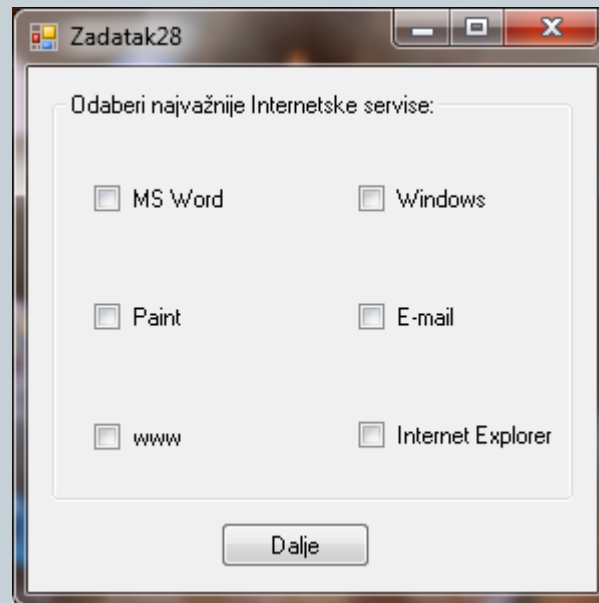 Zadatak28
Odaberi najvažnije Internetske servise:
MS Word
Windows
Paint
E-mail
www
Internet Explorer
Dalje